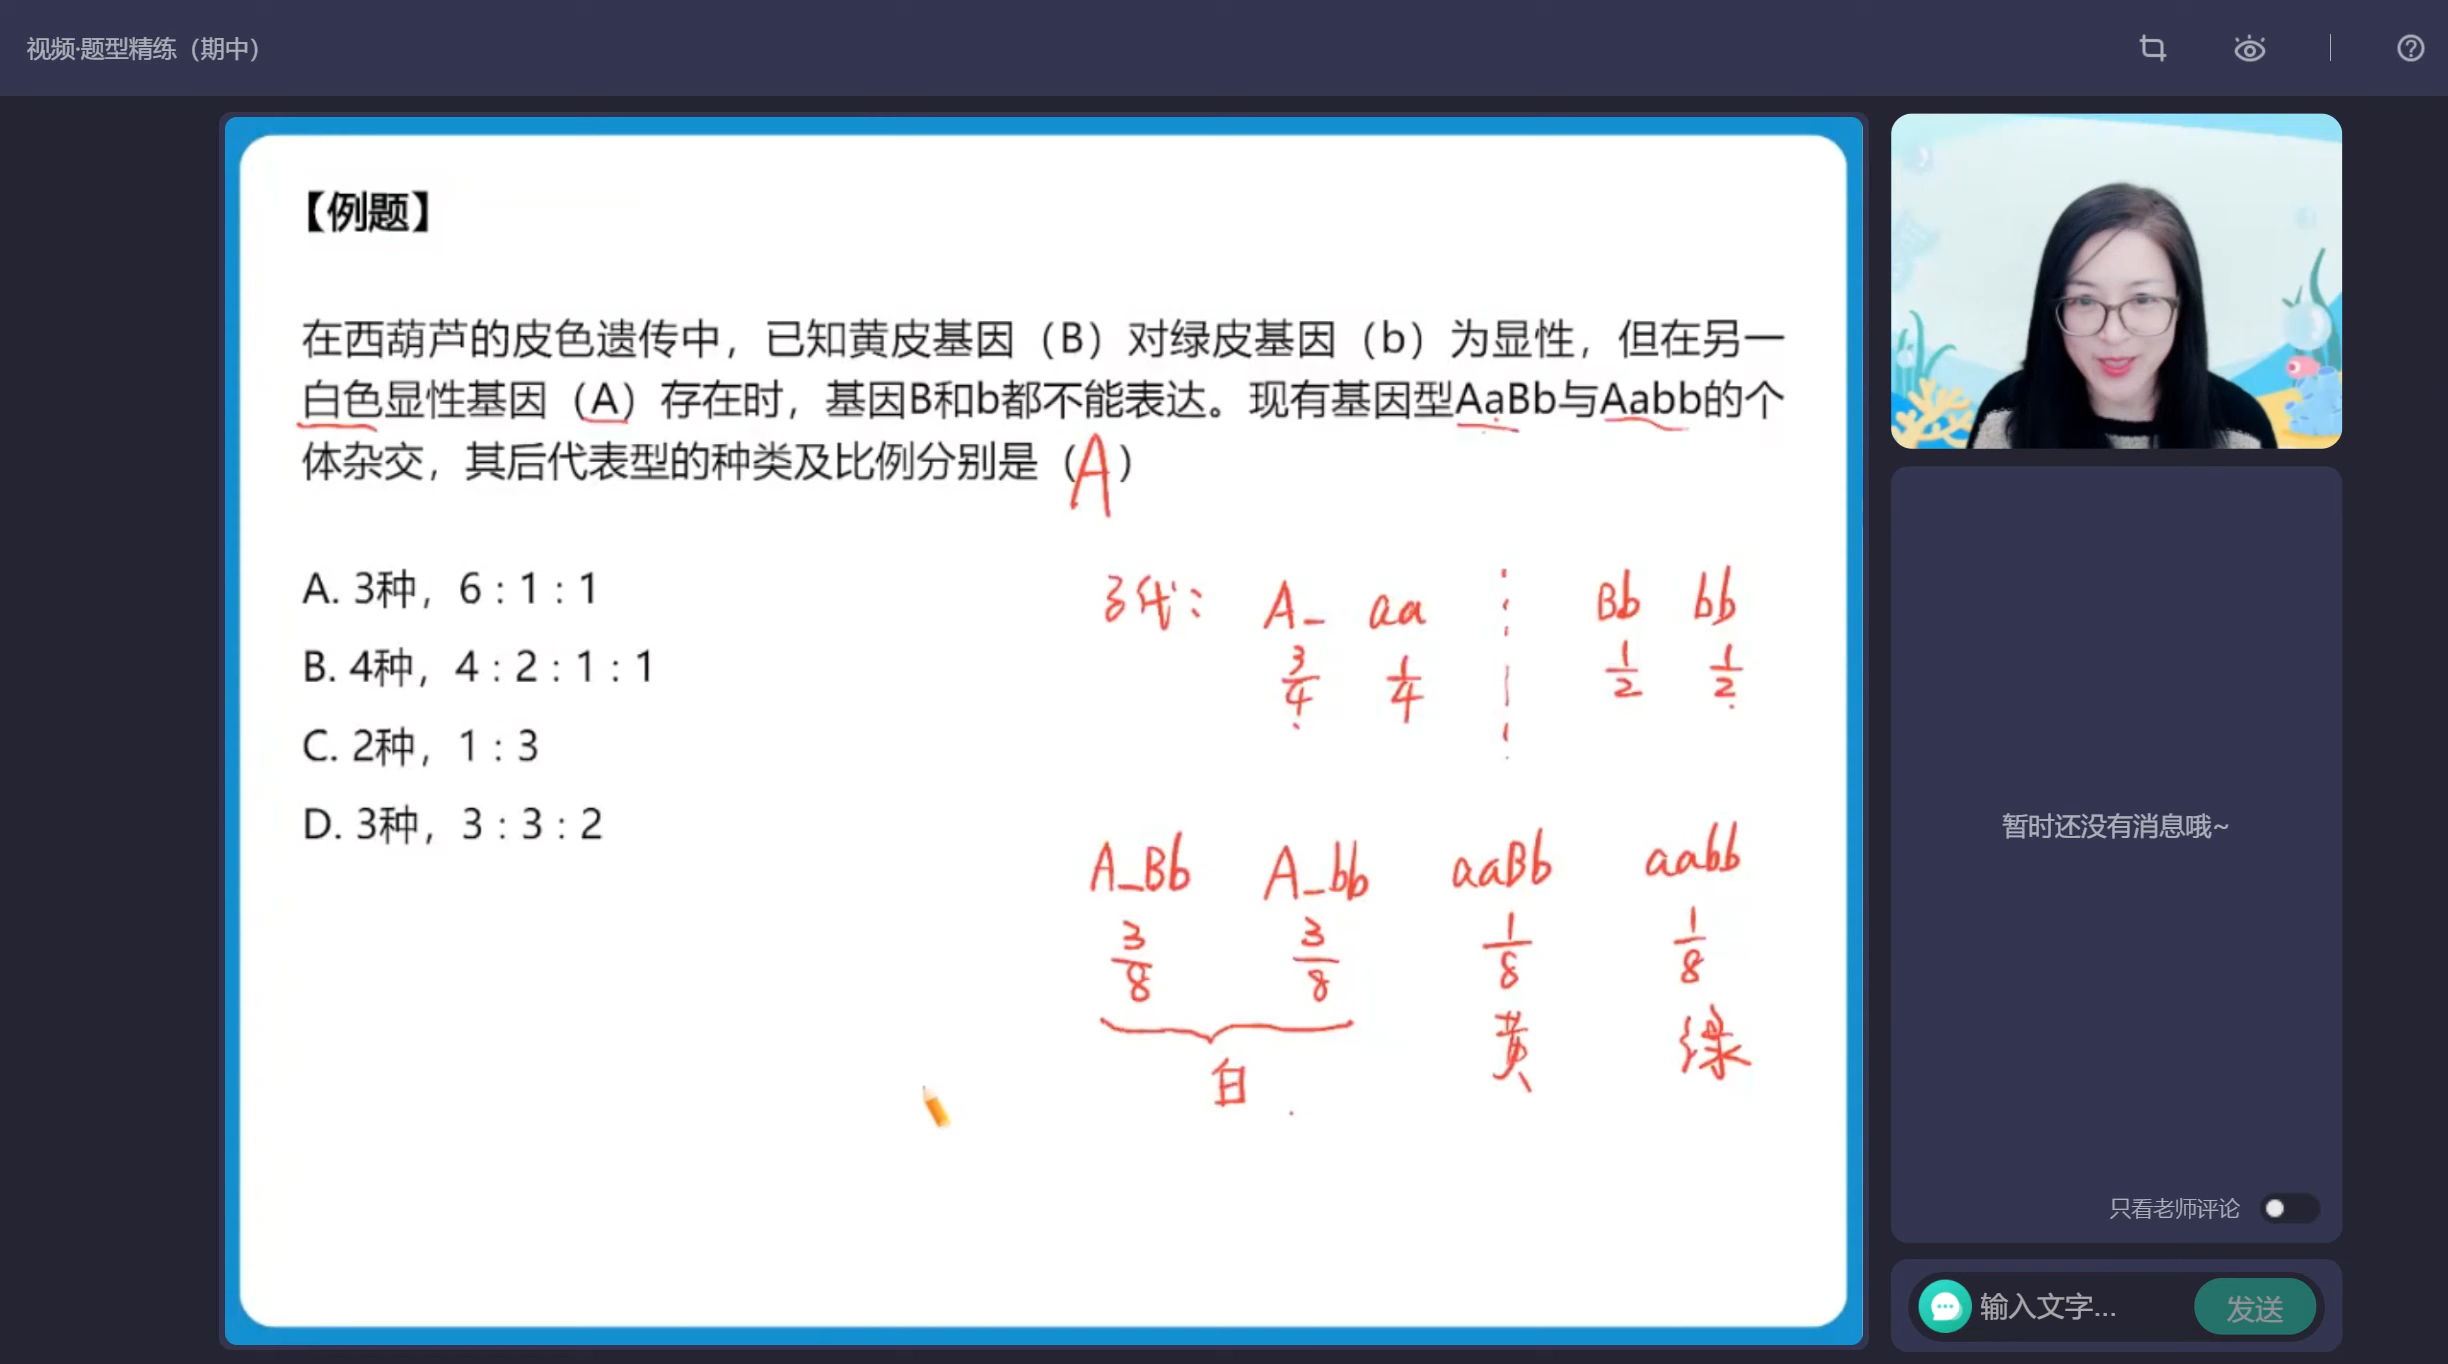 视频·题型精练（期中）
【例题】
在西葫芦的皮色遗传中，已知黄皮基因（B）对绿皮基因（b）为显性，但在另一
白色显性基因（A）存在时，基因B和b都不能表达。现有基因型AaBb与Aabb的个
体杂交，其后代表型的种类及比例分别是（A）
A. 3种，6 : 1 : 1
B. 4种，4 : 2 : 1 : 1
C. 2种，1 : 3
D. 3种，3 : 3 : 2
子代： A_ aa Bb bb
3/4 1/4 1/2 1/2
A_Bb A_bb aaBb aabb
3/8 3/8 1/8 1/8
白 黄 绿
暂时还没有消息哦~
只看老师评论
输入文字... 发送